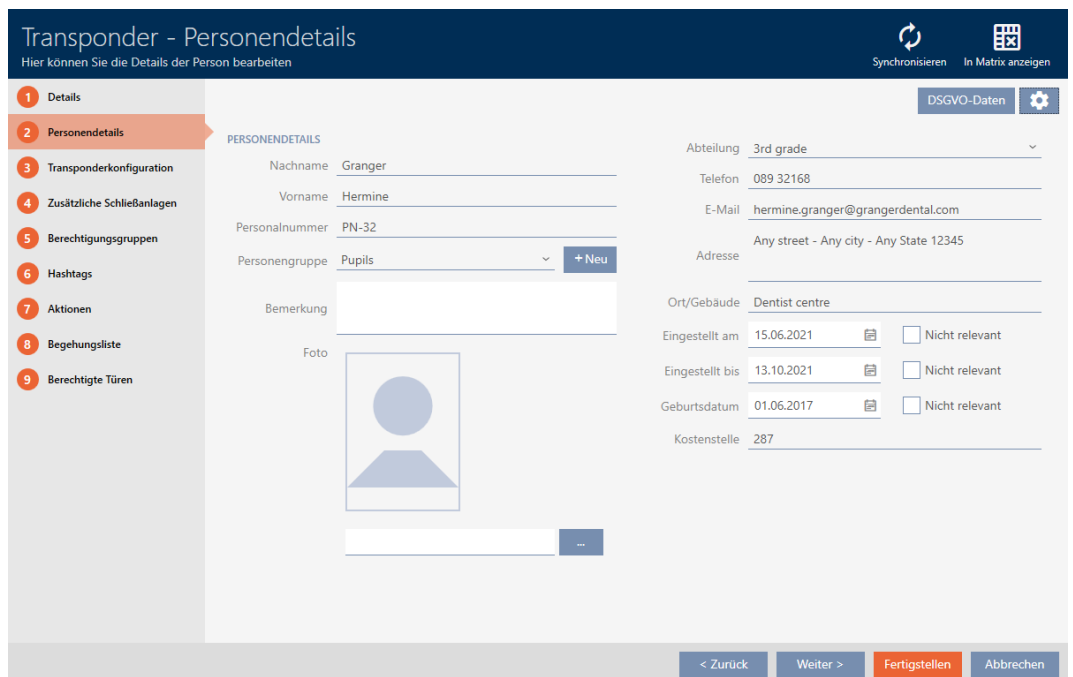 Transponder - Personendetails
Hier können Sie die Details der Person bearbeiten
Synchronisieren
In Matrix anzeigen
1 Details
2 Personendetails
3 Transponderkonfiguration
4 Zusätzliche Schließanlagen
5 Berechtigungsgruppen
6 Hashtags
7 Aktionen
8 Begehungsliste
9 Berechtigte Türen
DSGVO-Daten
PERSONENDETAILS
Nachname Granger
Vorname Hermine
Personalnummer PN-32
Personengruppe Pupils + Neu
Bemerkung
Foto
...
Abteilung 3rd grade
Telefon 089 32168
E-Mail hermine.granger@grangerdental.com
Adresse Any street - Any city - Any State 12345
Ort/Gebäude Dentist centre
Eingestellt am 15.06.2021 Nicht relevant
Eingestellt bis 13.10.2021 Nicht relevant
Geburtsdatum 01.06.2017 Nicht relevant
Kostenstelle 287
< Zurück Weiter > Fertigstellen Abbrechen